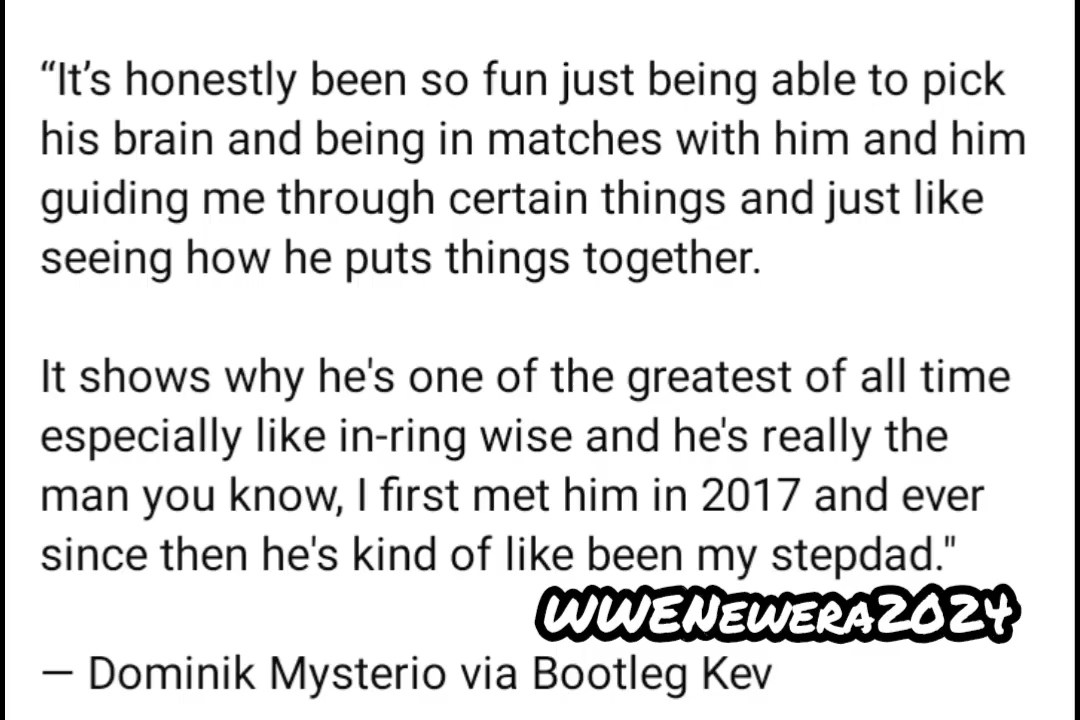 “It’s honestly been so fun just being able to pick
his brain and being in matches with him and him
guiding me through certain things and just like
seeing how he puts things together.
It shows why he's one of the greatest of all time
especially like in-ring wise and he's really the
man you know, I first met him in 2017 and ever
since then he's kind of like been my stepdad."
WWENEWERA2024
— Dominik Mysterio via Bootleg Kev